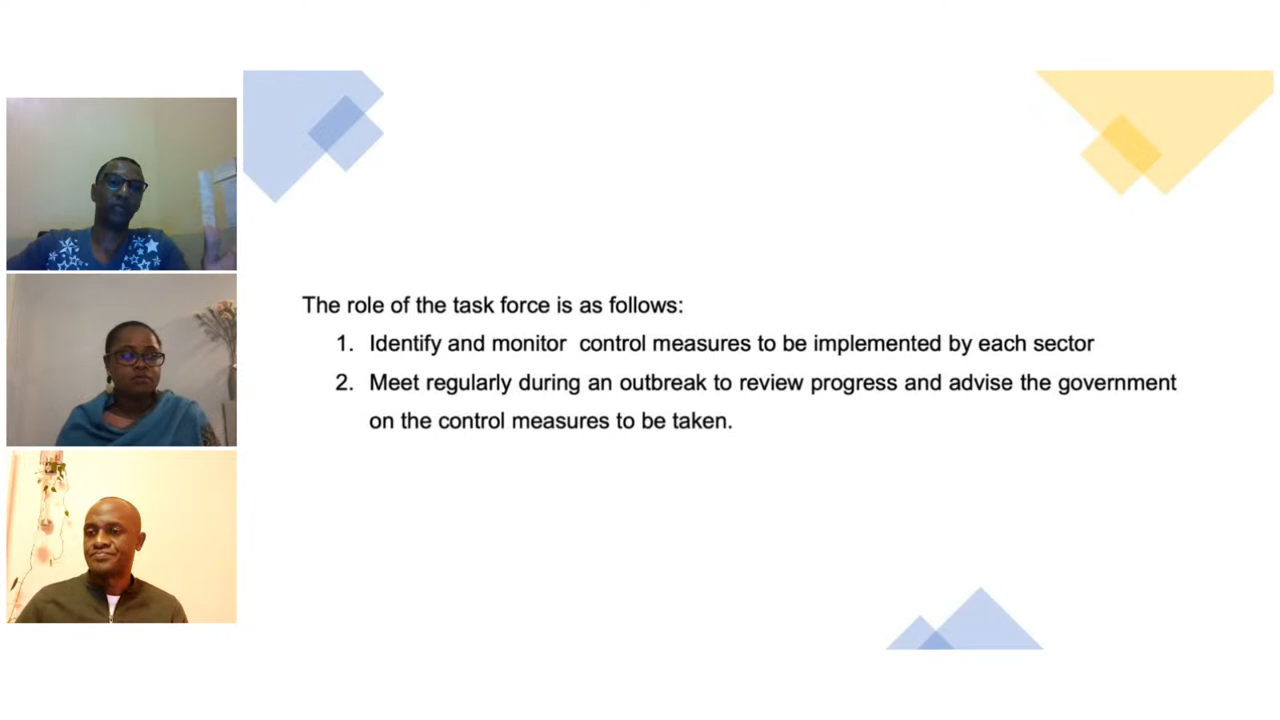 The role of the task force is as follows:
1. Identify and monitor  control measures to be implemented by each sector
2. Meet regularly during an outbreak to review progress and advise the government
on the control measures to be taken.